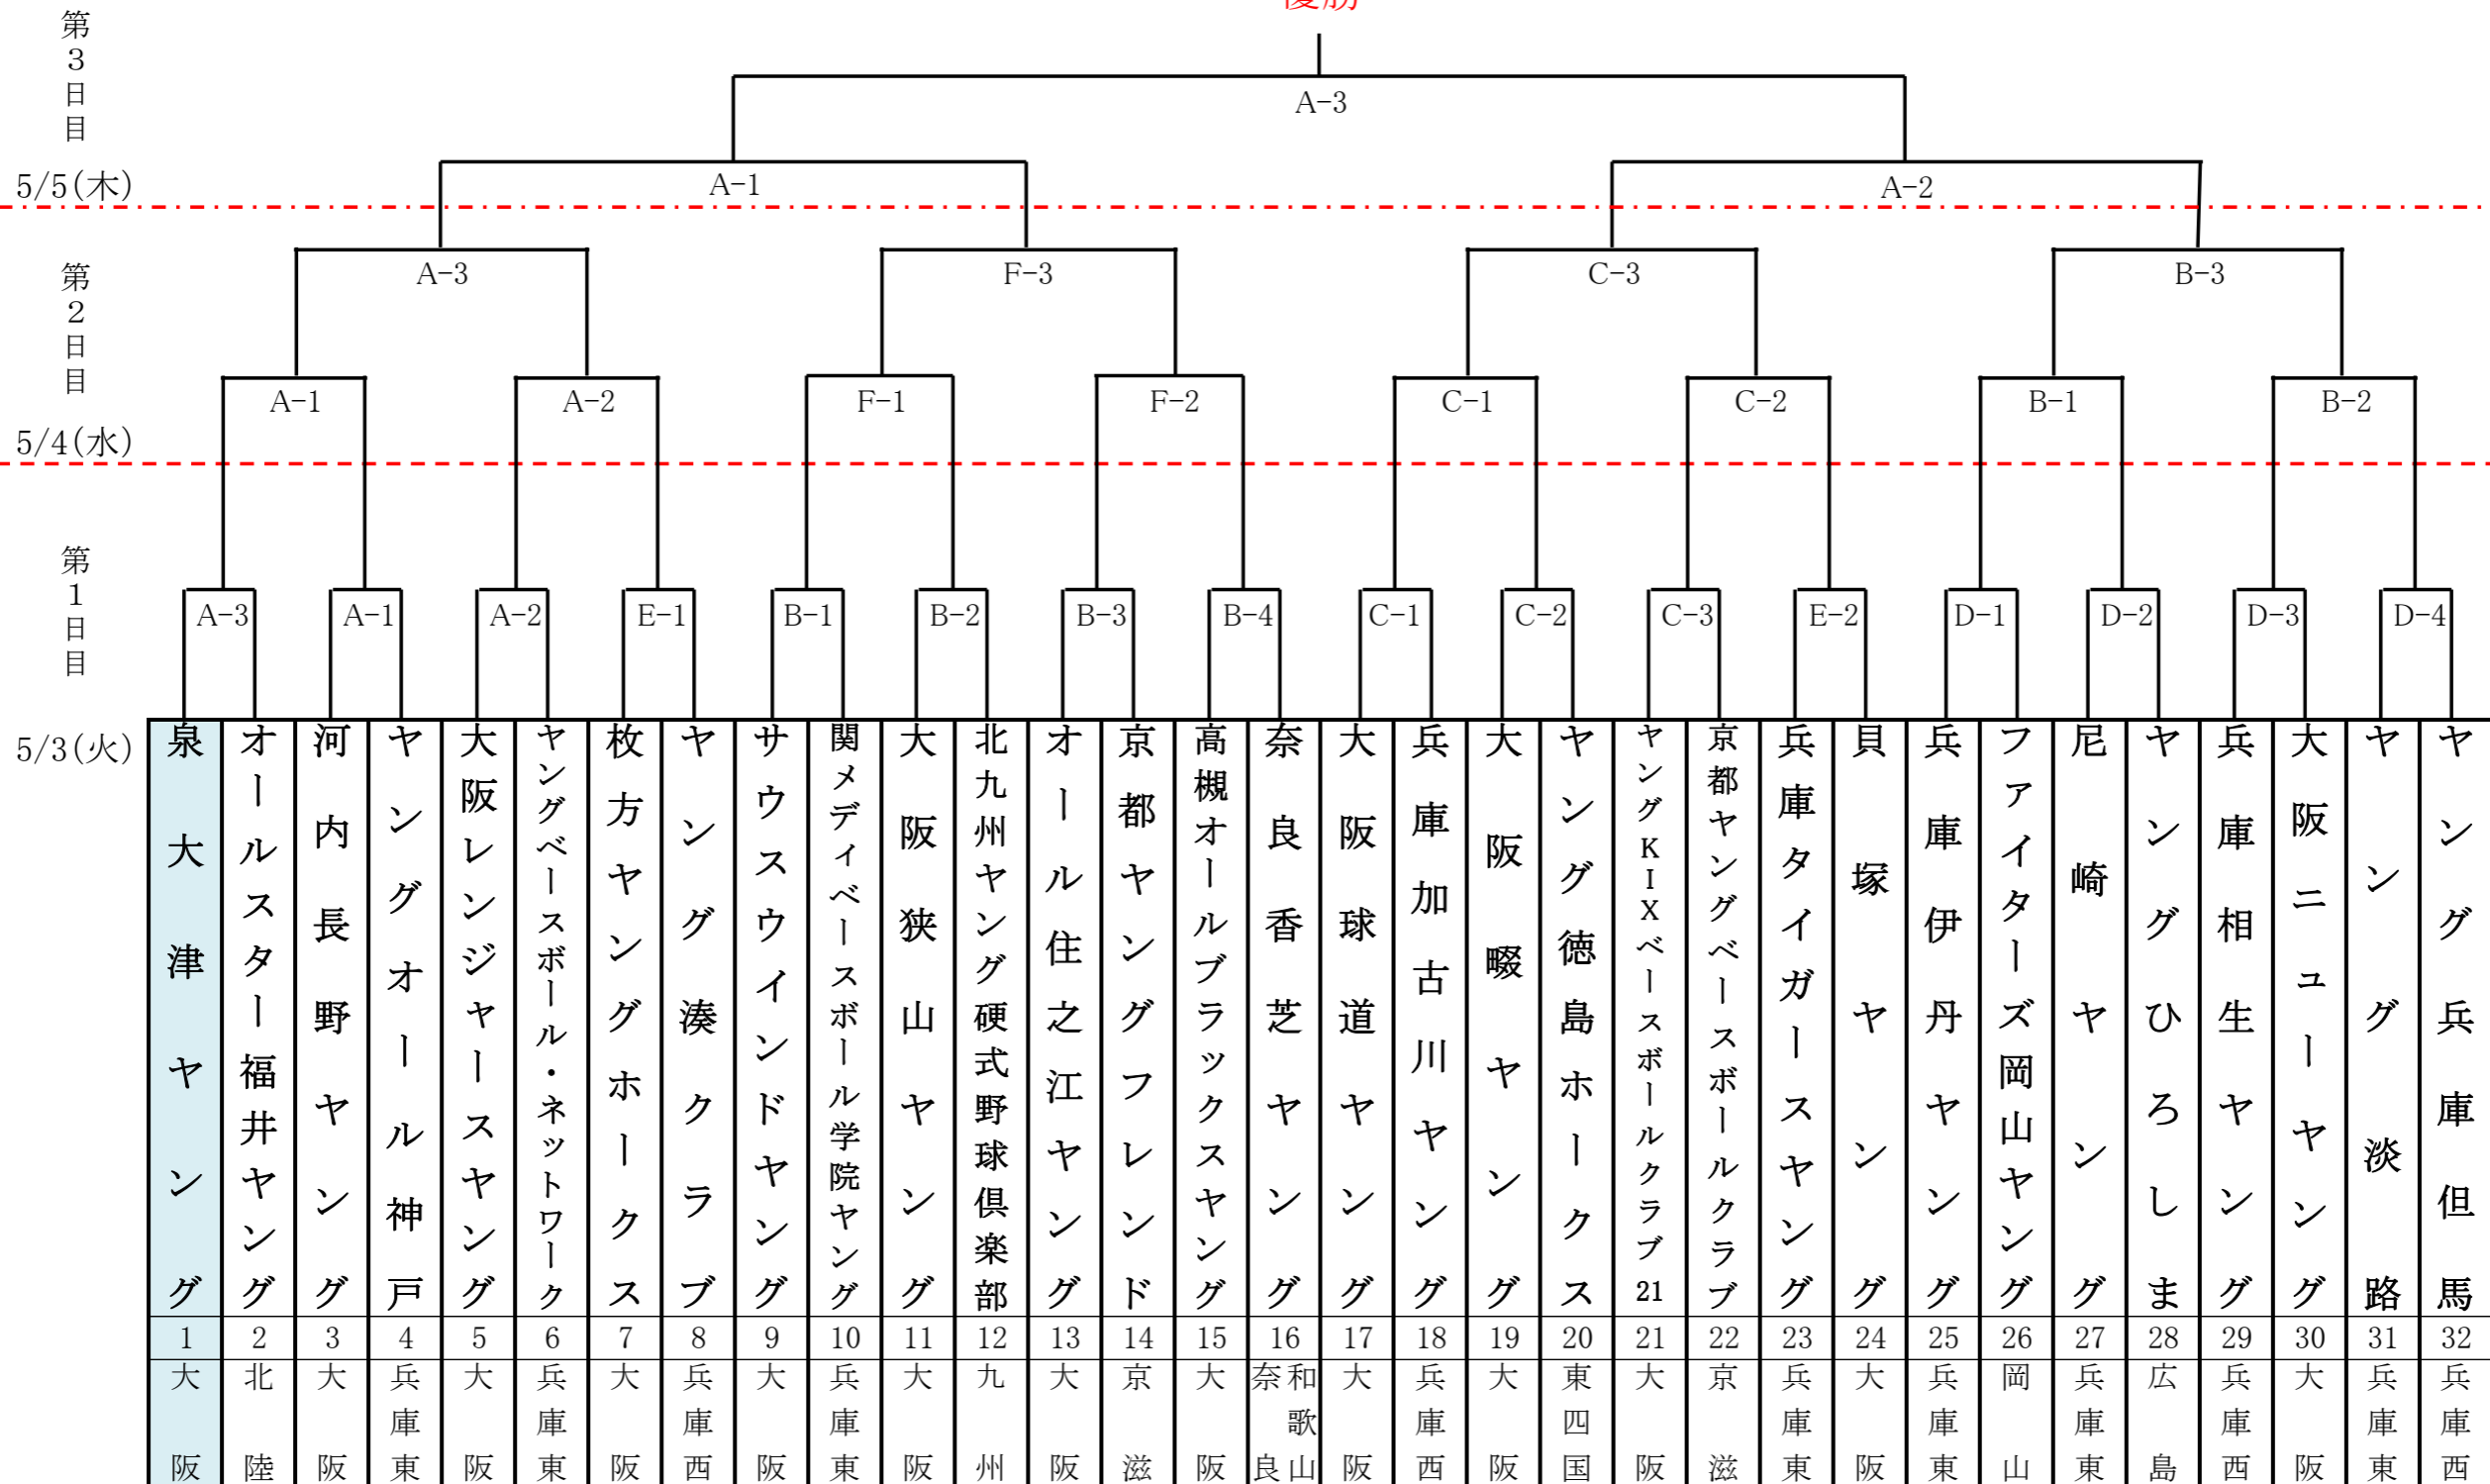 優勝
第3日目
A-3
5/5(木)
A-1
A-2
第2日目
A-3
F-3
C-3
B-3
A-1
A-2
F-1
F-2
C-1
C-2
B-1
B-2
5/4(水)
第1日目
A-3
A-1
A-2
E-1
B-1
B-2
B-3
B-4
C-1
C-2
C-3
E-2
D-1
D-2
D-3
D-4
5/3(火)
泉大津ヤング
オールスター福井ヤング
河内長野ヤング
ヤングオール神戸
大阪レンジャースヤング
ヤングベースボール・ネットワーク
枚方ヤングホークス
ヤング湊クラブ
サウスウインドヤング
関メディベースボール学院ヤング
大阪狭山ヤング
北九州ヤング硬式野球倶楽部
オール住之江ヤング
京都ヤングフレンド
高槻オールブラックスヤング
奈良香芝ヤング
大阪球道ヤング
兵庫加古川ヤング
大阪畷ヤング
ヤング徳島ホークス
ヤングKIXベースボールクラブ21
京都ヤングベースボールクラブ
兵庫タイガースヤング
貝塚ヤング
兵庫伊丹ヤング
ファイターズ岡山ヤング
尼崎ヤング
ヤングひろしま
兵庫相生ヤング
大阪ニューヤング
ヤング淡路
ヤング兵庫但馬
1 2 3 4 5 6 7 8 9 10 11 12 13 14 15 16 17 18 19 20 21 22 23 24 25 26 27 28 29 30 31 32
大阪
北陸
大阪
兵庫東
大阪
兵庫東
大阪
兵庫西
大阪
兵庫東
大阪
九州
大阪
京滋
大阪
奈良
和歌山
大阪
兵庫西
大阪
東四国
大阪
京滋
兵庫東
大阪
兵庫東
岡山
兵庫東
広島
兵庫西
大阪
兵庫東
兵庫西